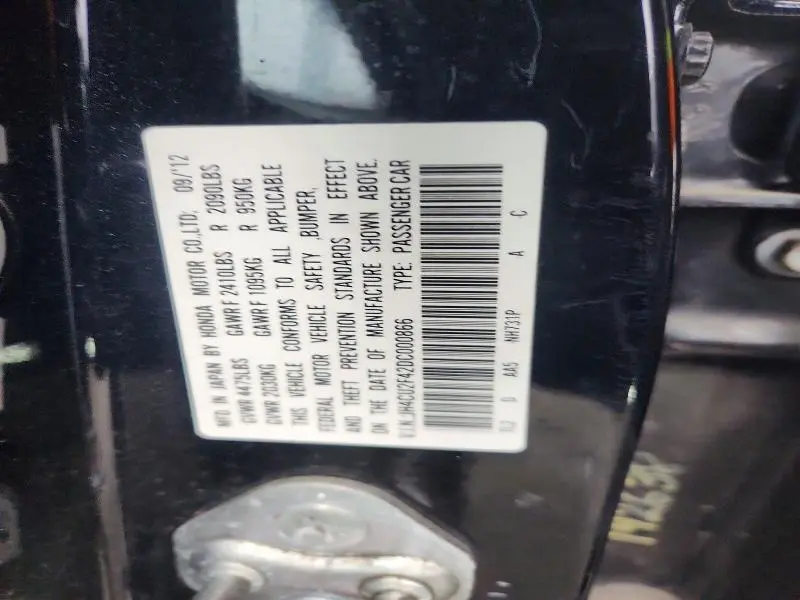 MFD. IN JAPAN BY HONDA MOTOR CO.,LTD. 09/'12
GVWR 4475LBS GAWR F 2410LBS R 2090LBS
GVWR 2030KG GAWR F 1095KG R 950KG
THIS VEHICLE CONFORMS TO ALL APPLICABLE
FEDERAL MOTOR VEHICLE SAFETY ,BUMPER,
AND THEFT PREVENTION STANDARDS IN EFFECT
ON THE DATE OF MANUFACTURE SHOWN ABOVE.
V.I.N.JH4CU2F42DC000866 TYPE: PASSENGER CAR
TL2 D AA5 NH731P A C